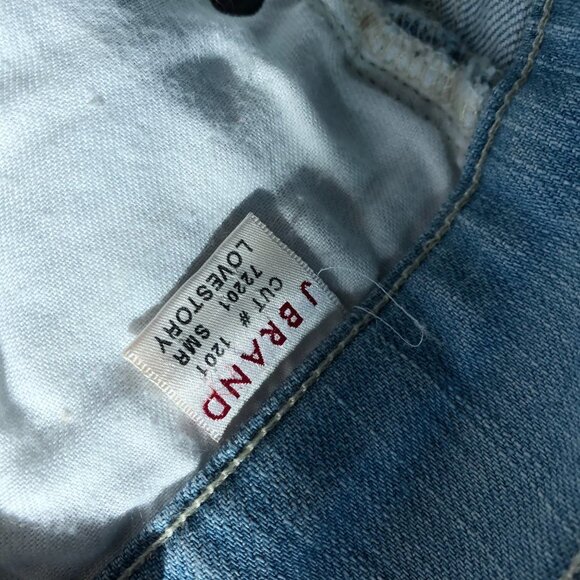 J BRAND
CUT # 1201
72201 SMR
LOVESTORY